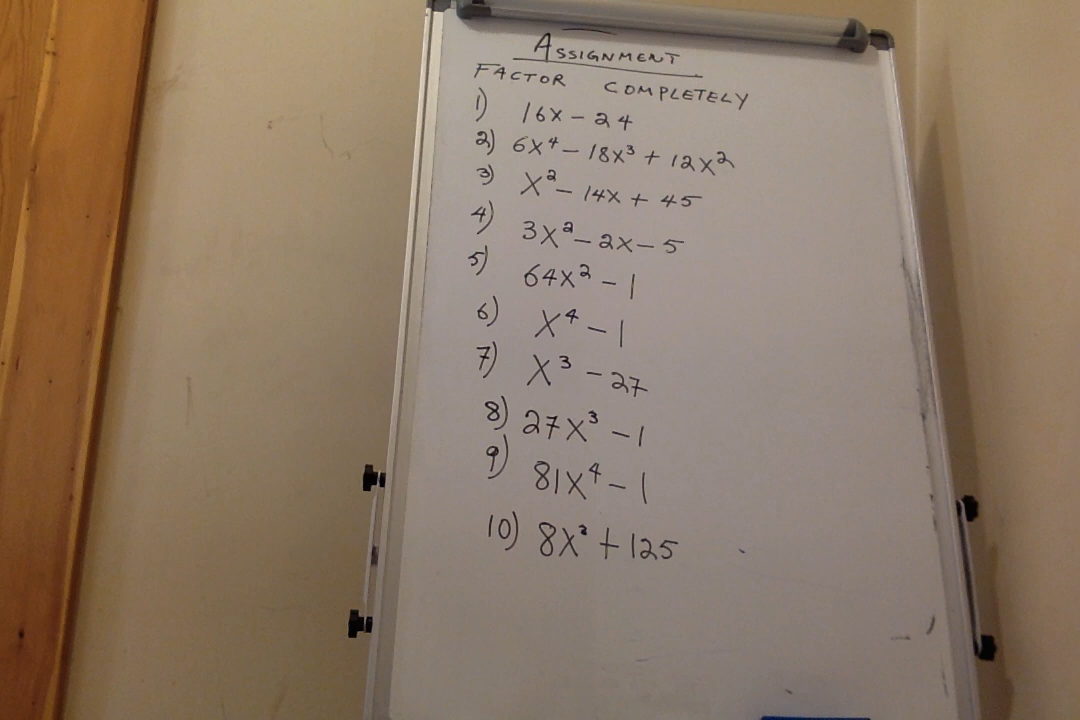 ASSIGNMENT
FACTOR COMPLETELY
1) 16x - 24
2) 6x⁴ - 18x³ + 12x²
3) x² - 14x + 45
4) 3x² - 2x - 5
5) 64x² - 1
6) x⁴ - 1
7) x³ - 27
8) 27x³ - 1
9) 81x⁴ - 1
10) 8x³ + 125